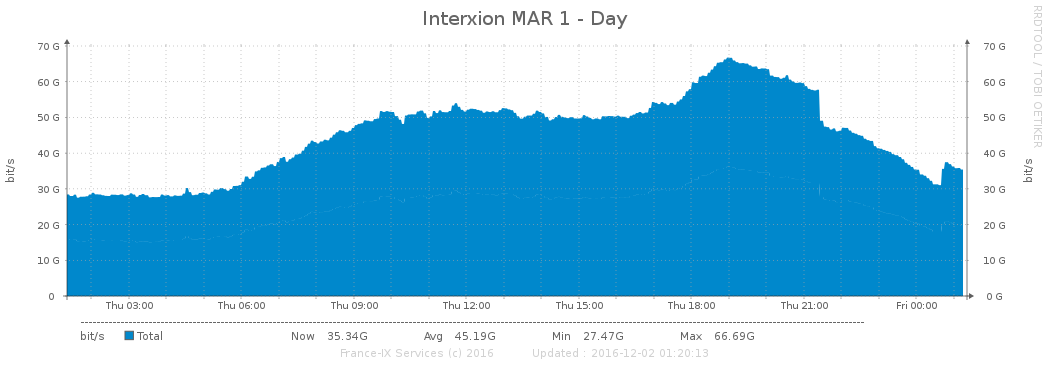 Interxion MAR 1 - Day
RRDTOOL / TOBI OETIKER
bit/s
70 G 70 G
60 G 60 G
50 G 50 G
40 G 40 G
30 G 30 G
20 G 20 G
10 G 10 G
0 0 G
bit/s
Thu 03:00 Thu 06:00 Thu 09:00 Thu 12:00 Thu 15:00 Thu 18:00 Thu 21:00 Fri 00:00
bit/s Total Now 35.34G Avg 45.19G Min 27.47G Max 66.69G
France-IX Services (c) 2016 Updated : 2016-12-02 01:20:13